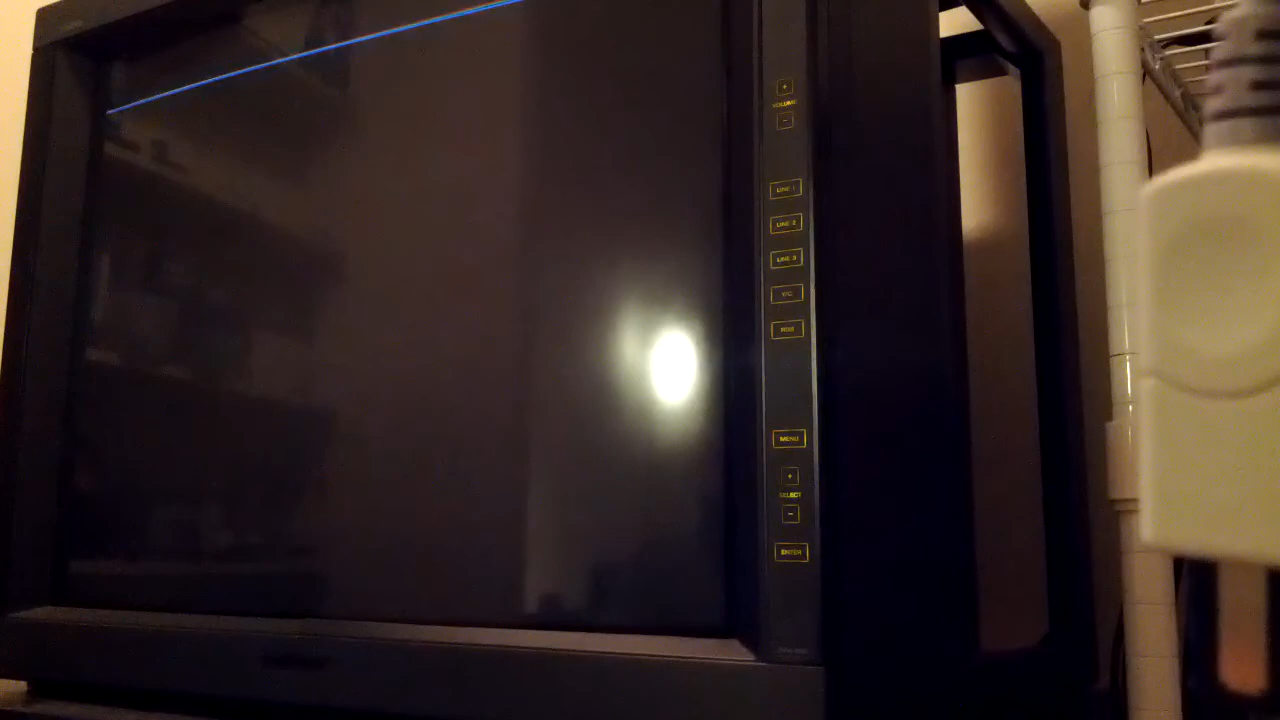 +
VOLUME
-
LINE 1
LINE 2
LINE 3
Y/C
RGB
MENU
+
SELECT
-
ENTER